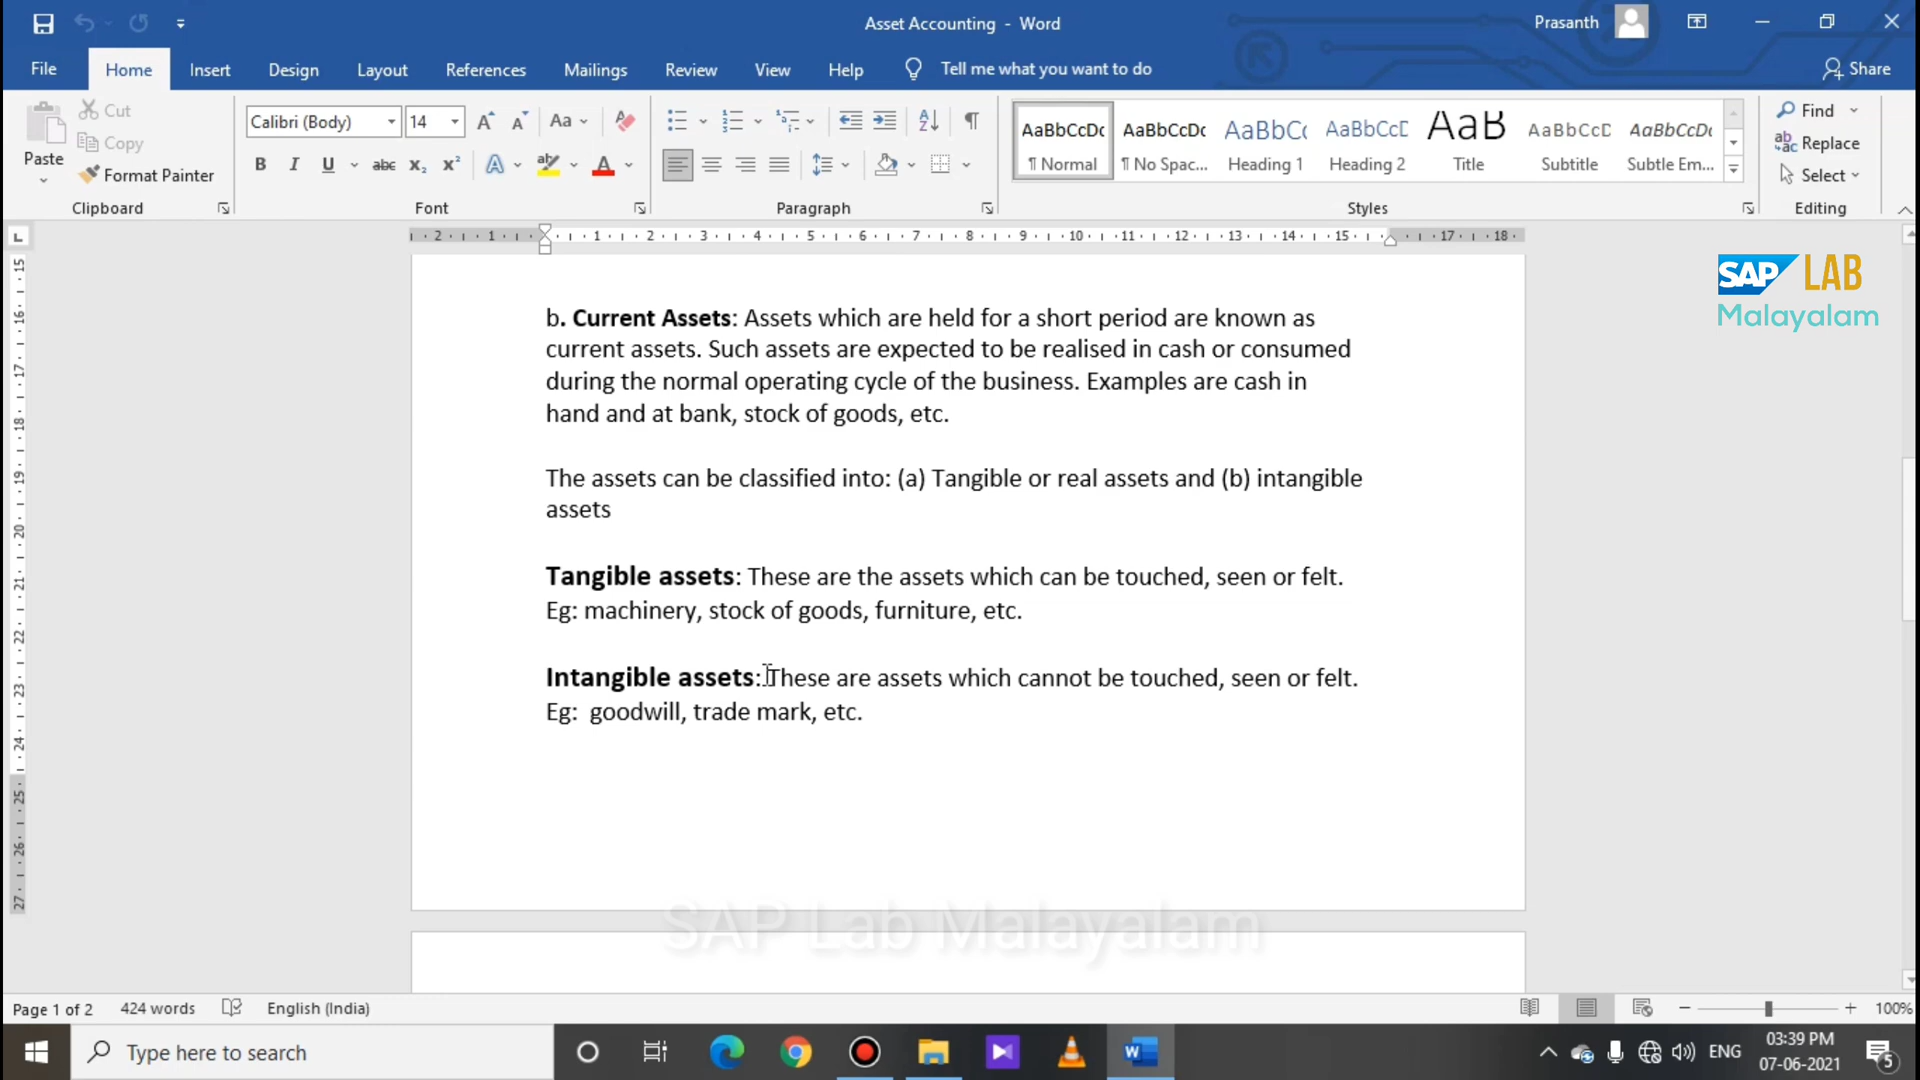 Asset Accounting - Word
Prasanth
File Home Insert Design Layout References Mailings Review View Help Tell me what you want to do Share
Paste
Cut
Copy
Format Painter
Clipboard
Calibri (Body) 14
Font
Paragraph
AaBbCcDc AaBbCcDc AaBbCc AaBbCcD AaB AaBbCcD AaBbCcDc
¶ Normal ¶ No Spac... Heading 1 Heading 2 Title Subtitle Subtle Em...
Styles
Find
Replace
Select
Editing
SAP LAB
Malayalam
b. Current Assets: Assets which are held for a short period are known as
current assets. Such assets are expected to be realised in cash or consumed
during the normal operating cycle of the business. Examples are cash in
hand and at bank, stock of goods, etc.
The assets can be classified into: (a) Tangible or real assets and (b) intangible
assets
Tangible assets: These are the assets which can be touched, seen or felt.
Eg: machinery, stock of goods, furniture, etc.
Intangible assets: These are assets which cannot be touched, seen or felt.
Eg:  goodwill, trade mark, etc.
SAP Lab Malayalam
Page 1 of 2 424 words English (India) 100%
Type here to search
ENG
03:39 PM
07-06-2021
5